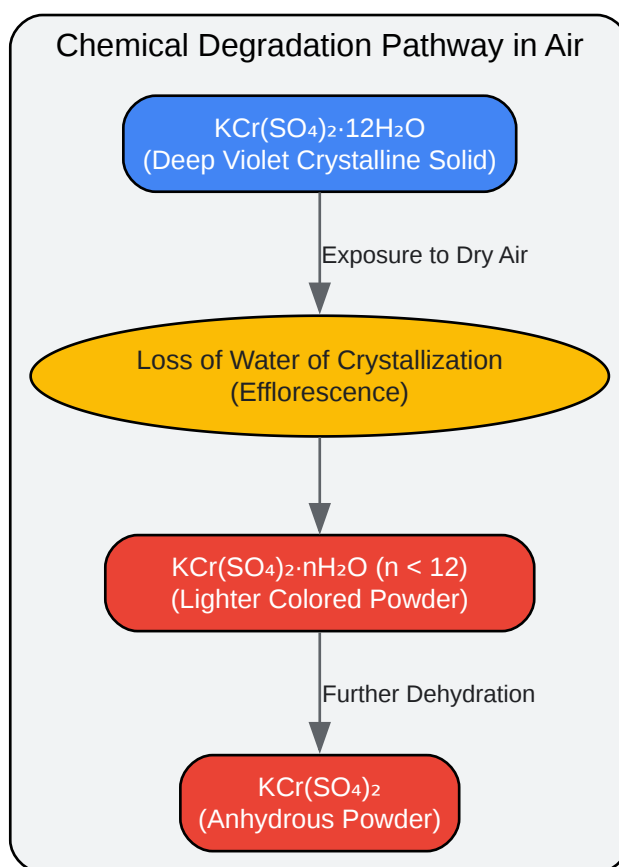 Chemical Degradation Pathway in Air
KCr(SO₄)₂·12H₂O
(Deep Violet Crystalline Solid)
Exposure to Dry Air
Loss of Water of Crystallization
(Efflorescence)
KCr(SO₄)₂·nH₂O (n < 12)
(Lighter Colored Powder)
Further Dehydration
KCr(SO₄)₂
(Anhydrous Powder)